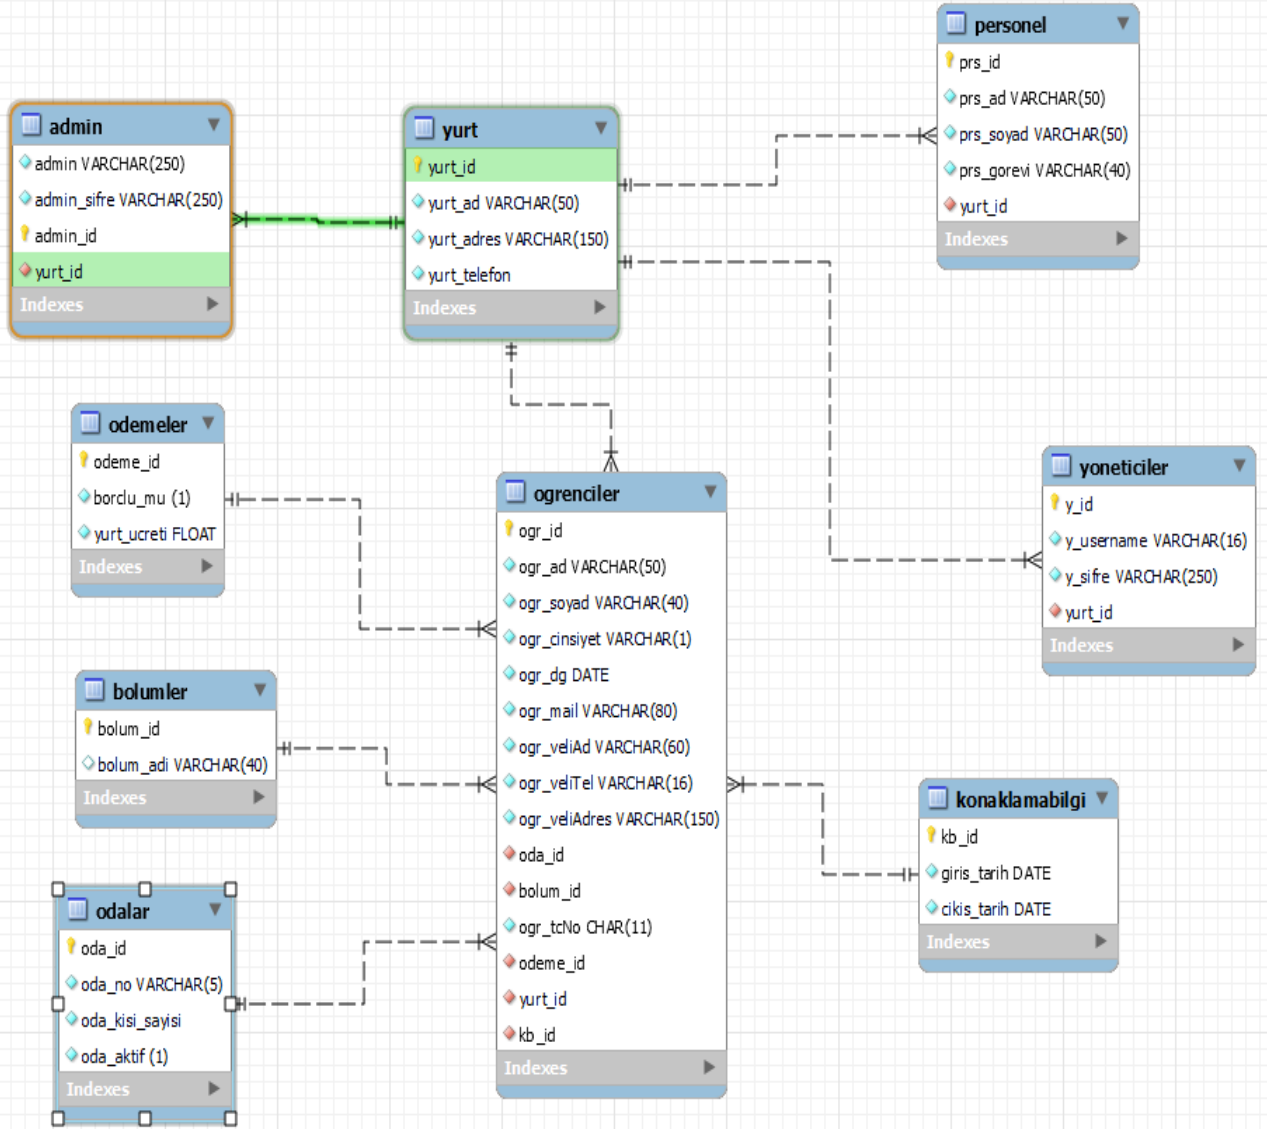 admin
admin VARCHAR(250)
admin_sifre VARCHAR(250)
admin_id
yurt_id
Indexes
yurt
yurt_id
yurt_ad VARCHAR(50)
yurt_adres VARCHAR(150)
yurt_telefon
Indexes
personel
prs_id
prs_ad VARCHAR(50)
prs_soyad VARCHAR(50)
prs_gorevi VARCHAR(40)
yurt_id
Indexes
odemeler
odeme_id
borclu_mu (1)
yurt_ucreti FLOAT
Indexes
ogrenciler
ogr_id
ogr_ad VARCHAR(50)
ogr_soyad VARCHAR(40)
ogr_cinsiyet VARCHAR(1)
ogr_dg DATE
ogr_mail VARCHAR(80)
ogr_veliAd VARCHAR(60)
ogr_veliTel VARCHAR(16)
ogr_veliAdres VARCHAR(150)
oda_id
bolum_id
ogr_tcNo CHAR(11)
odeme_id
yurt_id
kb_id
Indexes
yoneticiler
y_id
y_username VARCHAR(16)
y_sifre VARCHAR(250)
yurt_id
Indexes
bolumler
bolum_id
bolum_adi VARCHAR(40)
Indexes
konaklamabilgi
kb_id
giris_tarih DATE
cikis_tarih DATE
Indexes
odalar
oda_id
oda_no VARCHAR(5)
oda_kisi_sayisi
oda_aktif (1)
Indexes